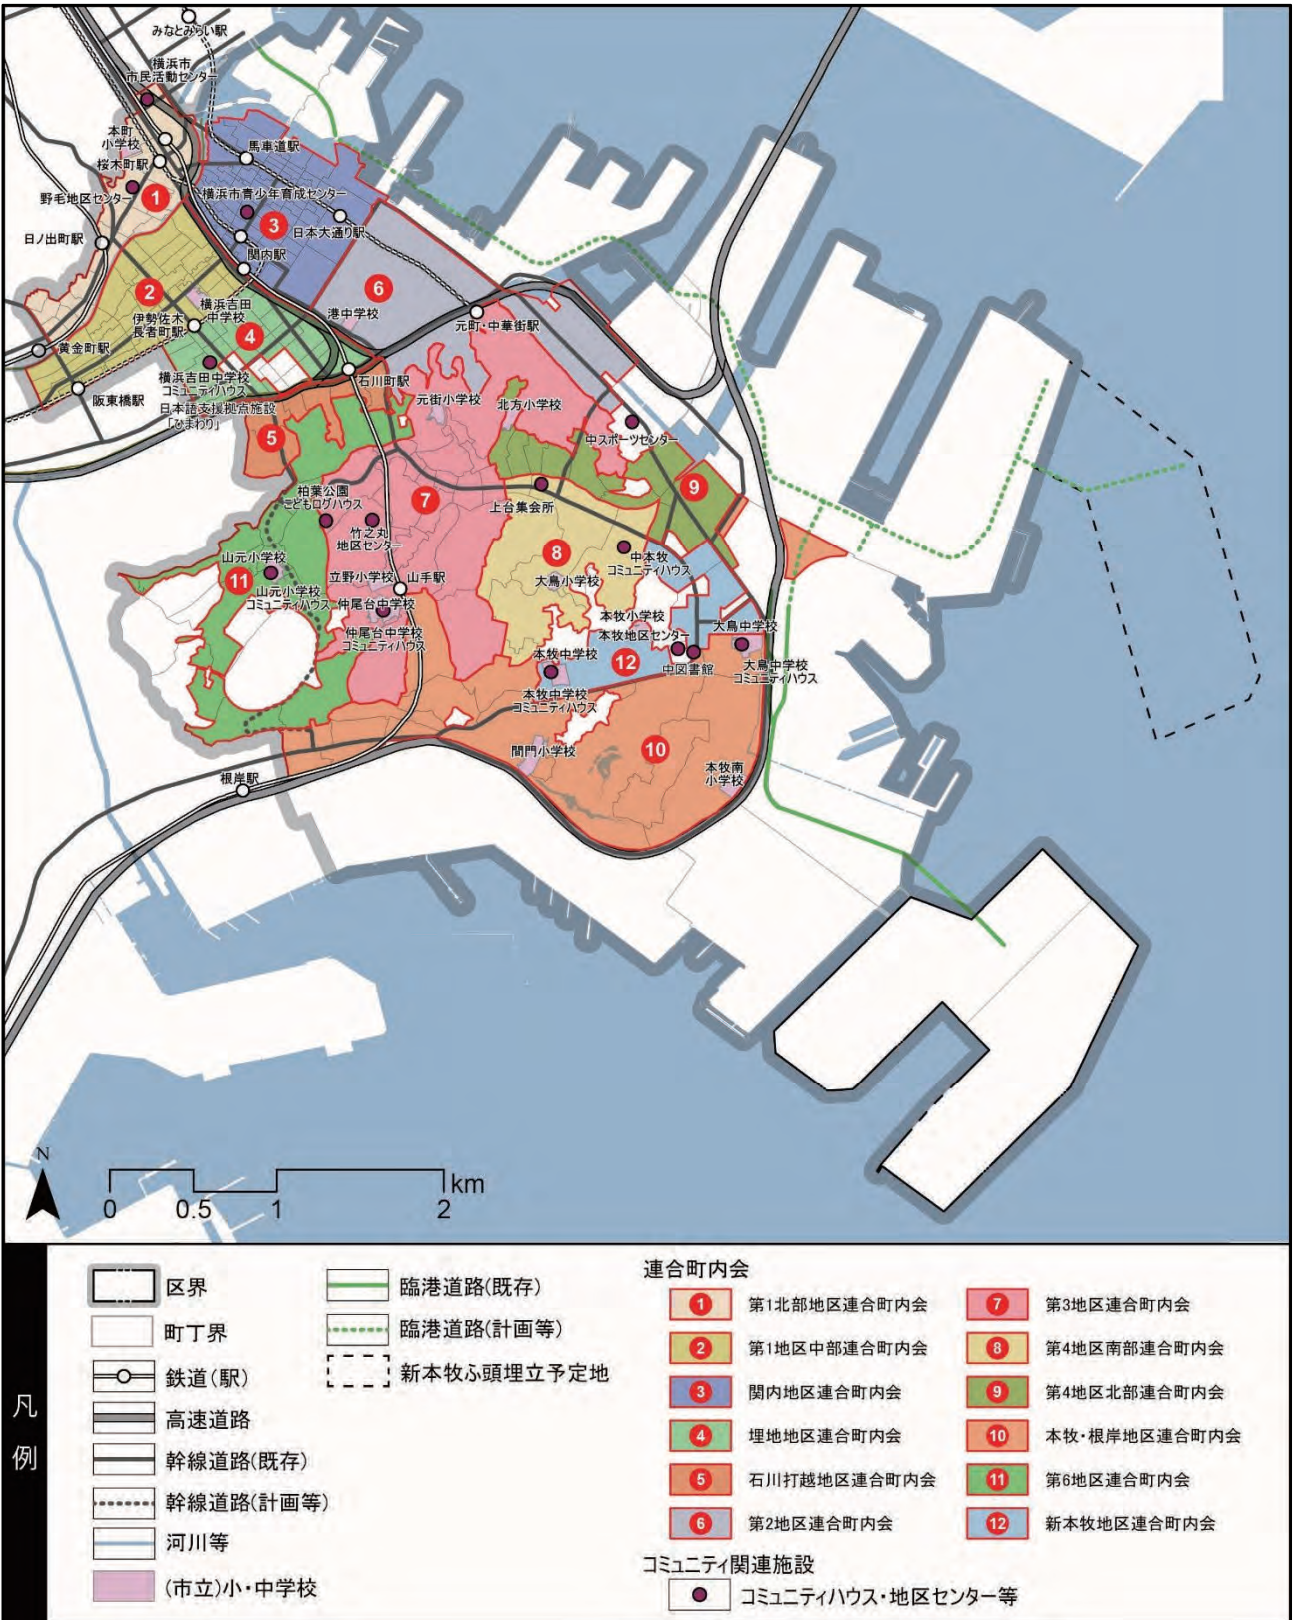 みなとみらい駅
横浜市
市民活動センター
本町
小学校
桜木町駅
馬車道駅
野毛地区センター
1
横浜市青少年育成センター
3
日本大通り駅
日ノ出町駅
関内駅
2
6
横浜吉田
中学校
港中学校
伊勢佐木
長者町駅
4
元町・中華街駅
黄金町駅
横浜吉田中学校
コミュニティハウス
石川町駅
阪東橋駅
元街小学校
北方小学校
日本語支援拠点施設
「ひまわり」
5
中スポーツセンター
柏葉公園
こどもログハウス
7
上台集会所
9
竹之丸
地区センター
8
中本牧
コミュニティハウス
山元小学校
11
山元小学校
コミュニティハウス
立野小学校
山手駅
大鳥小学校
仲尾台中学校
本牧小学校
仲尾台中学校
コミュニティハウス
本牧地区センター
大鳥中学校
本牧中学校
12
中図書館
大鳥中学校
コミュニティハウス
本牧中学校
コミュニティハウス
間門小学校
10
本牧南
小学校
根岸駅
N
km
0
0.5
1
2
凡例
区界
町丁界
鉄道(駅)
高速道路
幹線道路(既存)
幹線道路(計画等)
河川等
(市立)小・中学校
臨港道路(既存)
臨港道路(計画等)
新本牧ふ頭埋立予定地
連合町内会
1 第1北部地区連合町内会
2 第1地区中部連合町内会
3 関内地区連合町内会
4 埋地地区連合町内会
5 石川打越地区連合町内会
6 第2地区連合町内会
7 第3地区連合町内会
8 第4地区南部連合町内会
9 第4地区北部連合町内会
10 本牧・根岸地区連合町内会
11 第6地区連合町内会
12 新本牧地区連合町内会
コミュニティ関連施設
コミュニティハウス・地区センター等